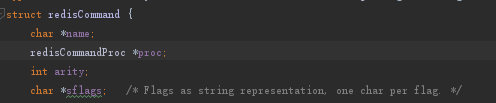 struct redisCommand {
char *name;
redisCommandProc *proc;
int arity;
char *sflags; /* Flags as string representation, one char per flag. */